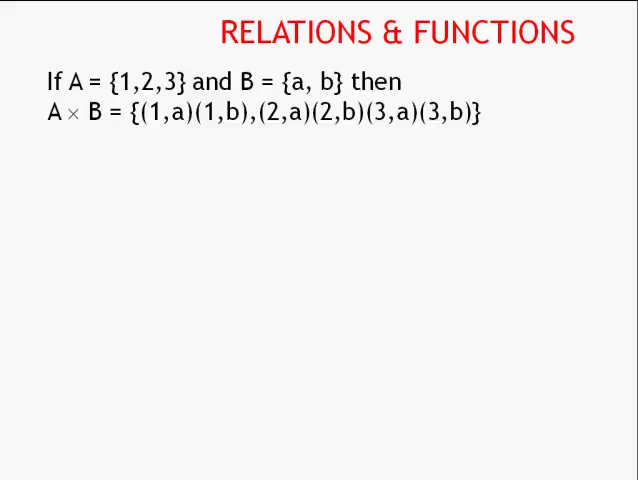 RELATIONS & FUNCTIONS
If A = {1,2,3} and B = {a, b} then
A × B = {(1,a)(1,b),(2,a)(2,b)(3,a)(3,b)}